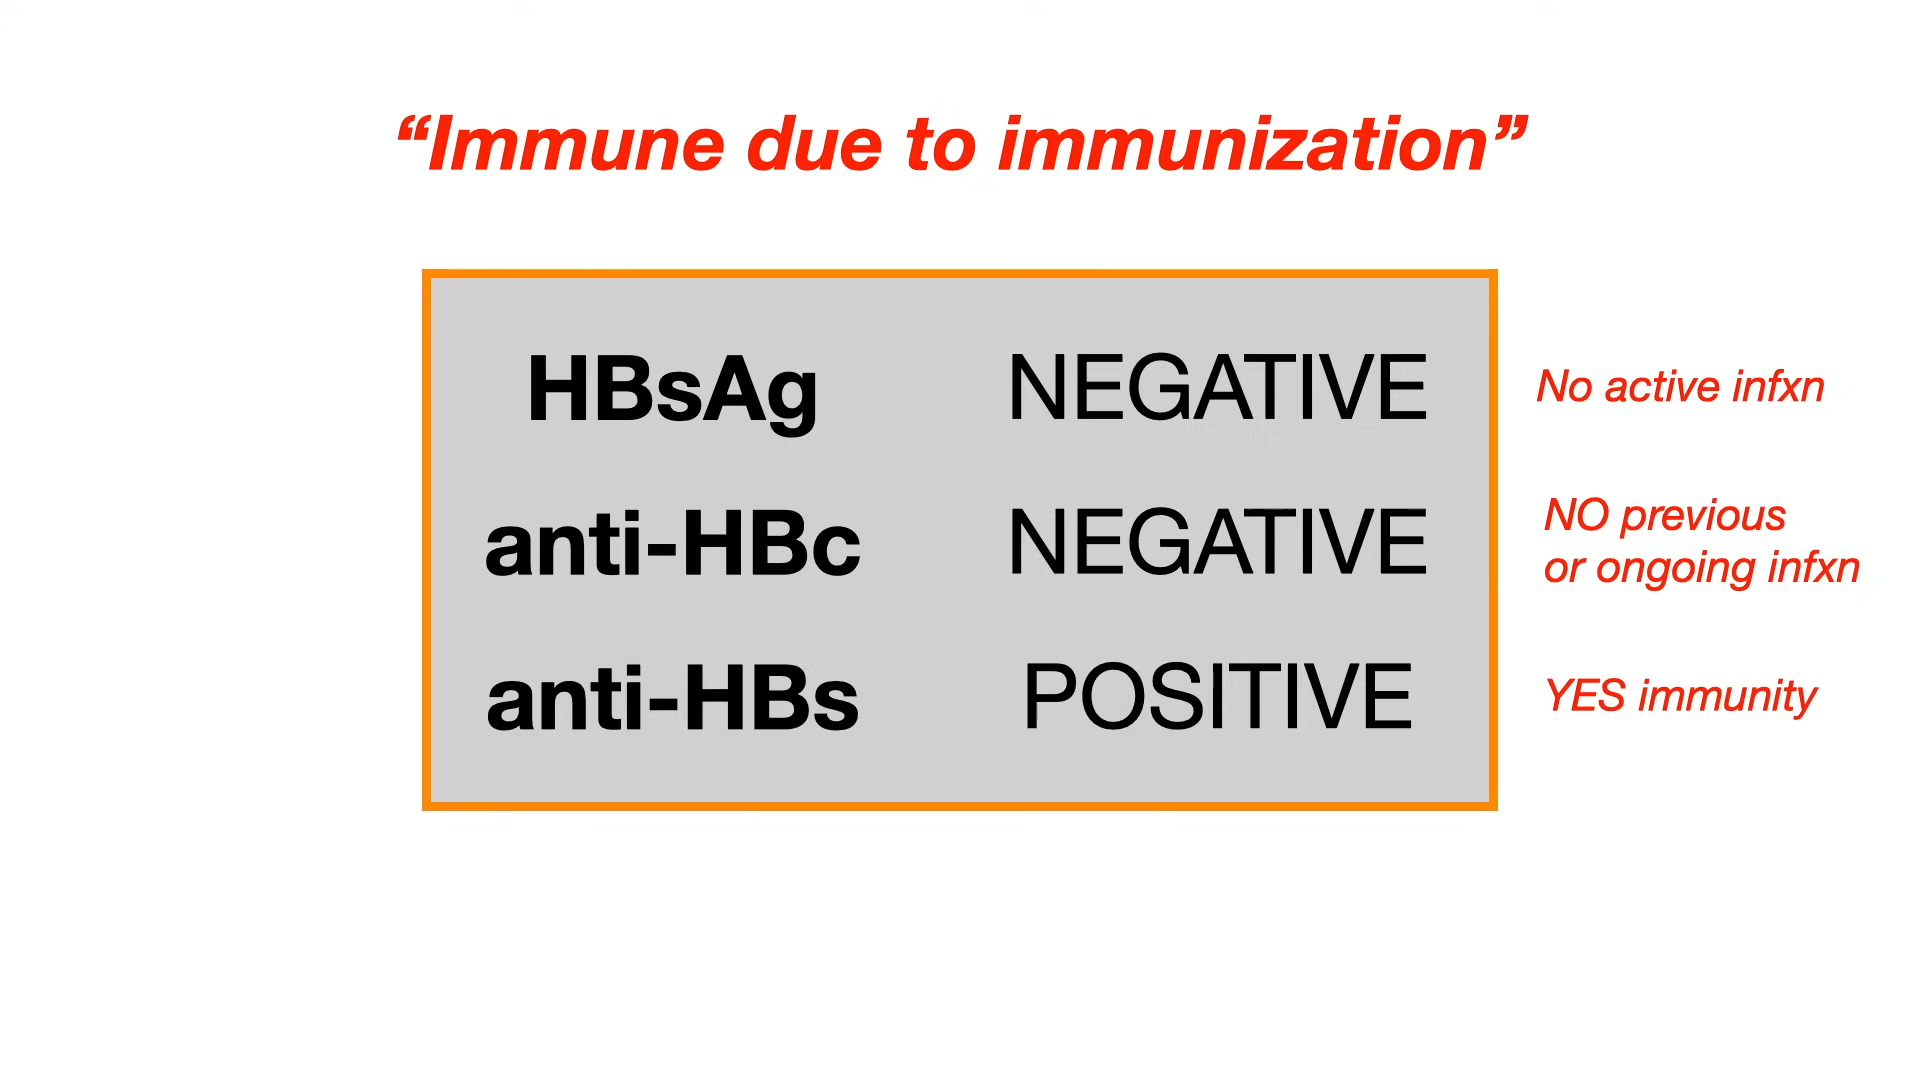 “Immune due to immunization”
HBsAg NEGATIVE No active infxn
anti-HBc NEGATIVE NO previous
or ongoing infxn
anti-HBs POSITIVE YES immunity